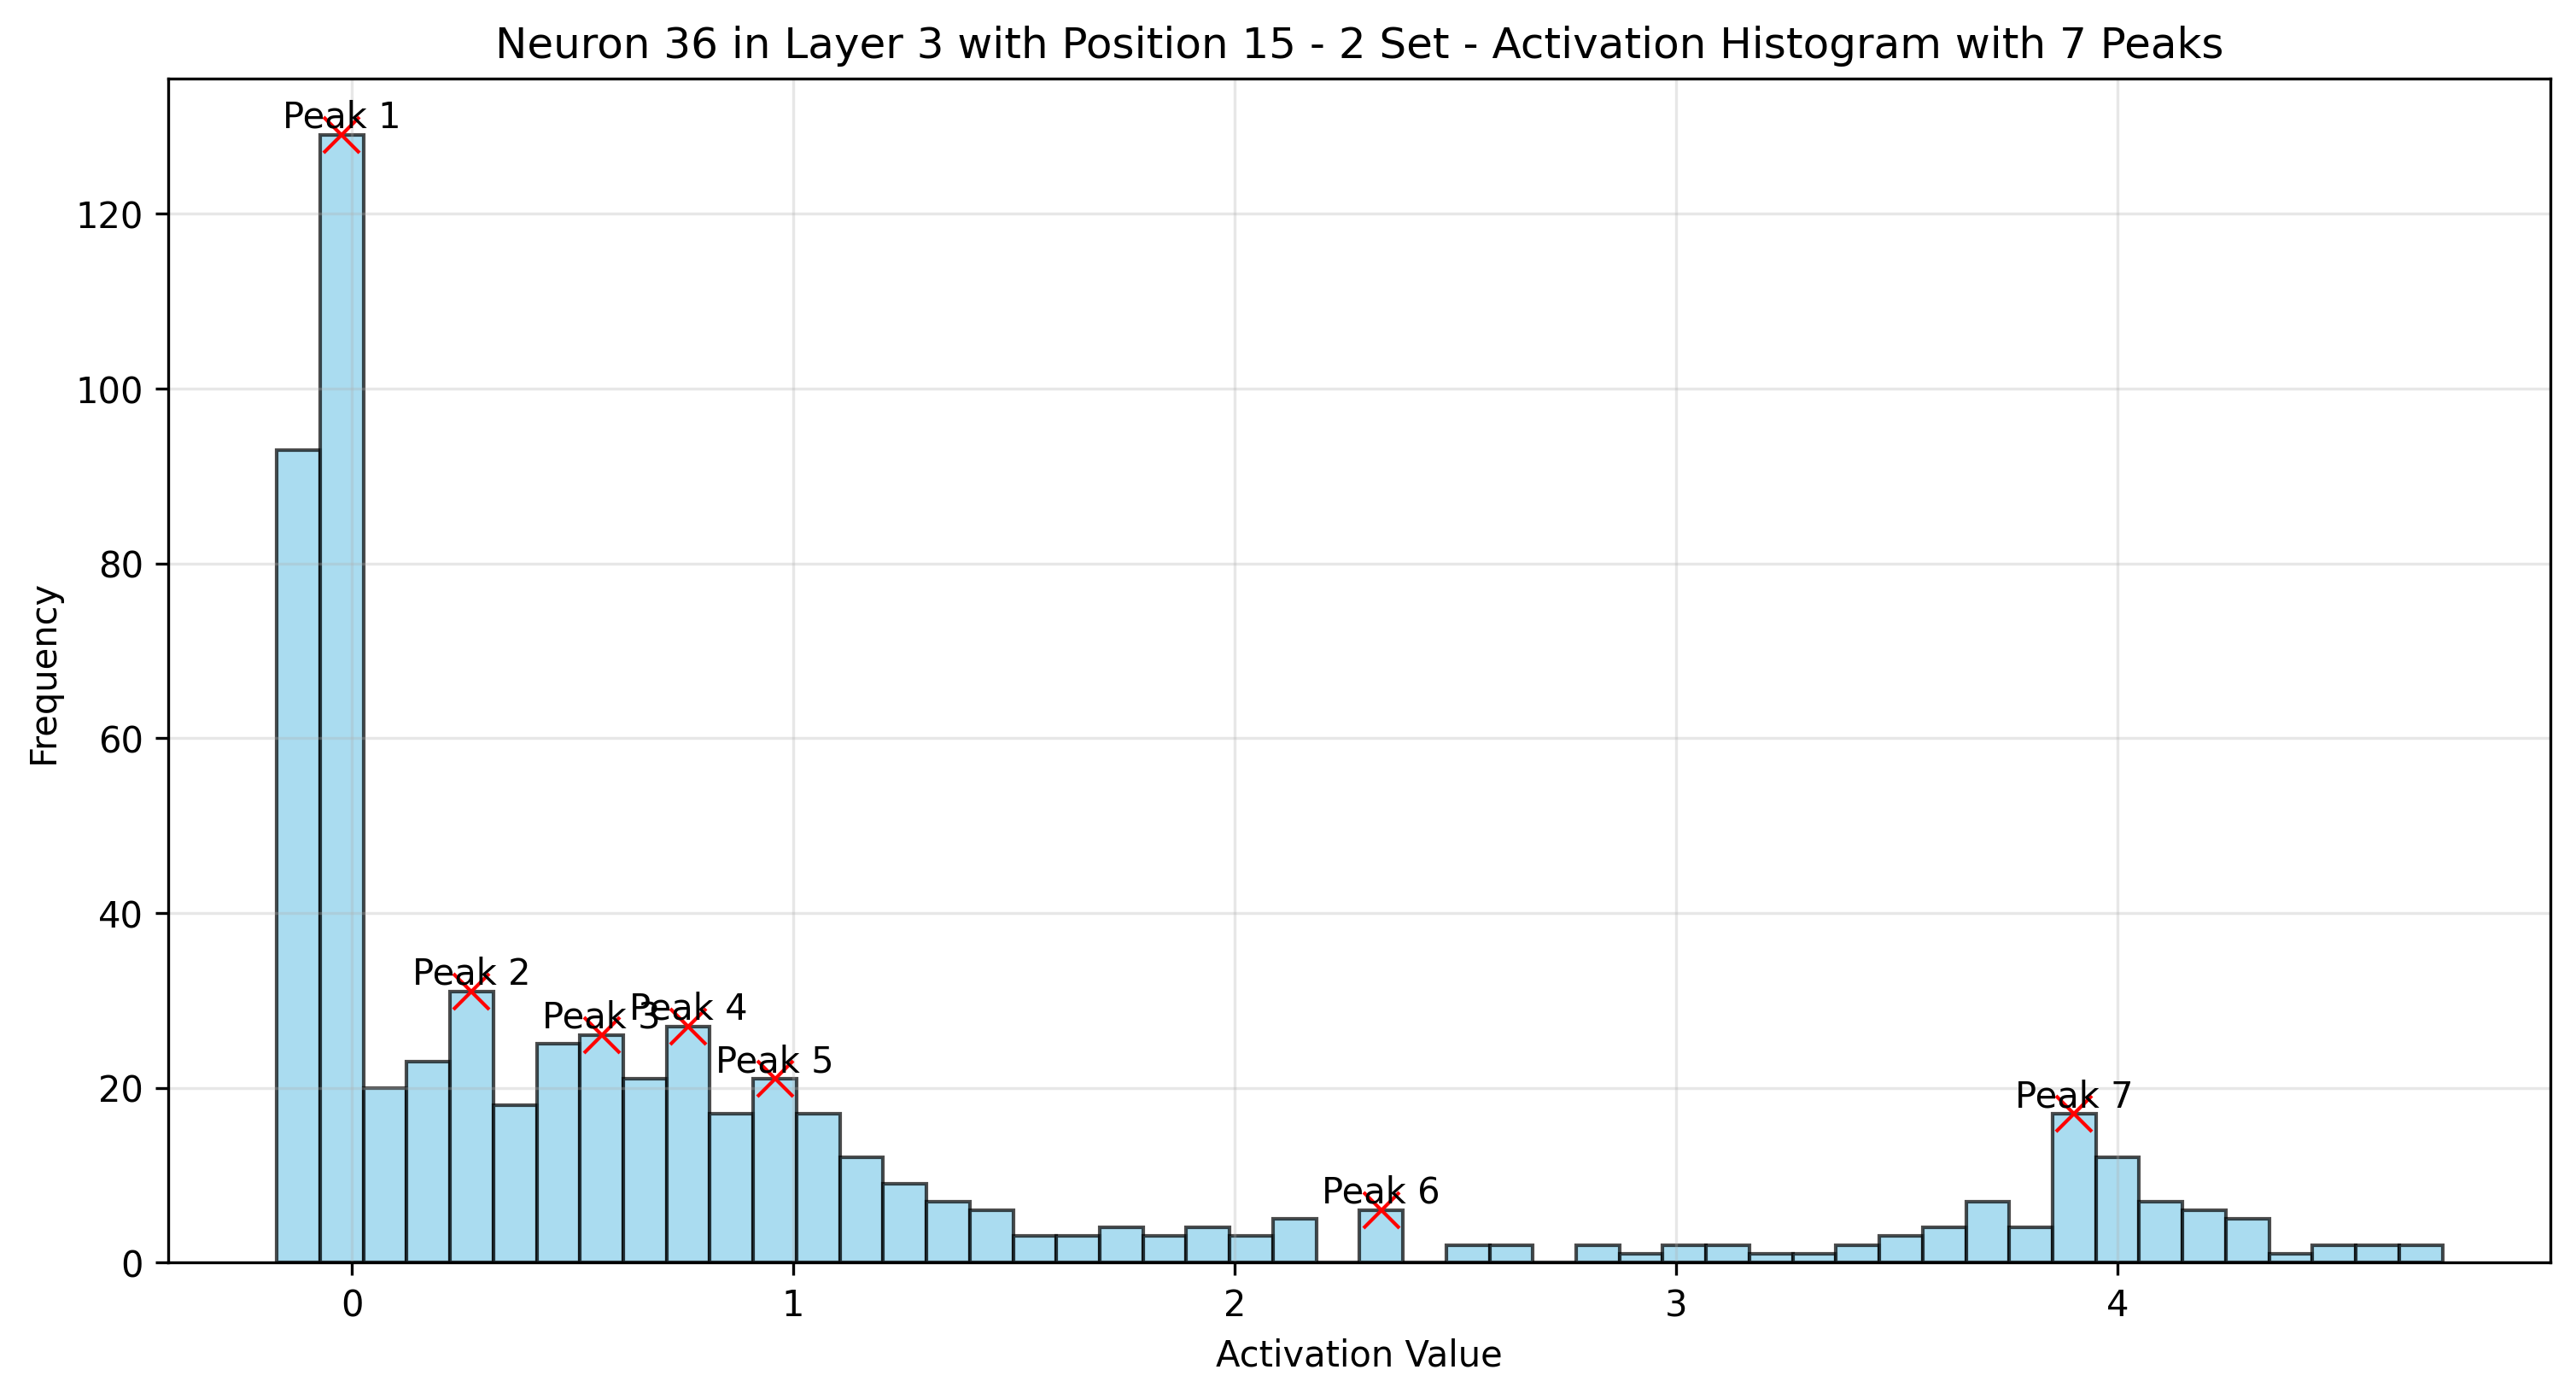 Neuron 36 in Layer 3 with Position 15 - 2 Set - Activation Histogram with 7 Peaks
Peak 1
120
100
80
60
40
20
0
Frequency
Peak 2
Peak 3
Peak 4
Peak 5
Peak 6
Peak 7
0 1 2 3 4
Activation Value